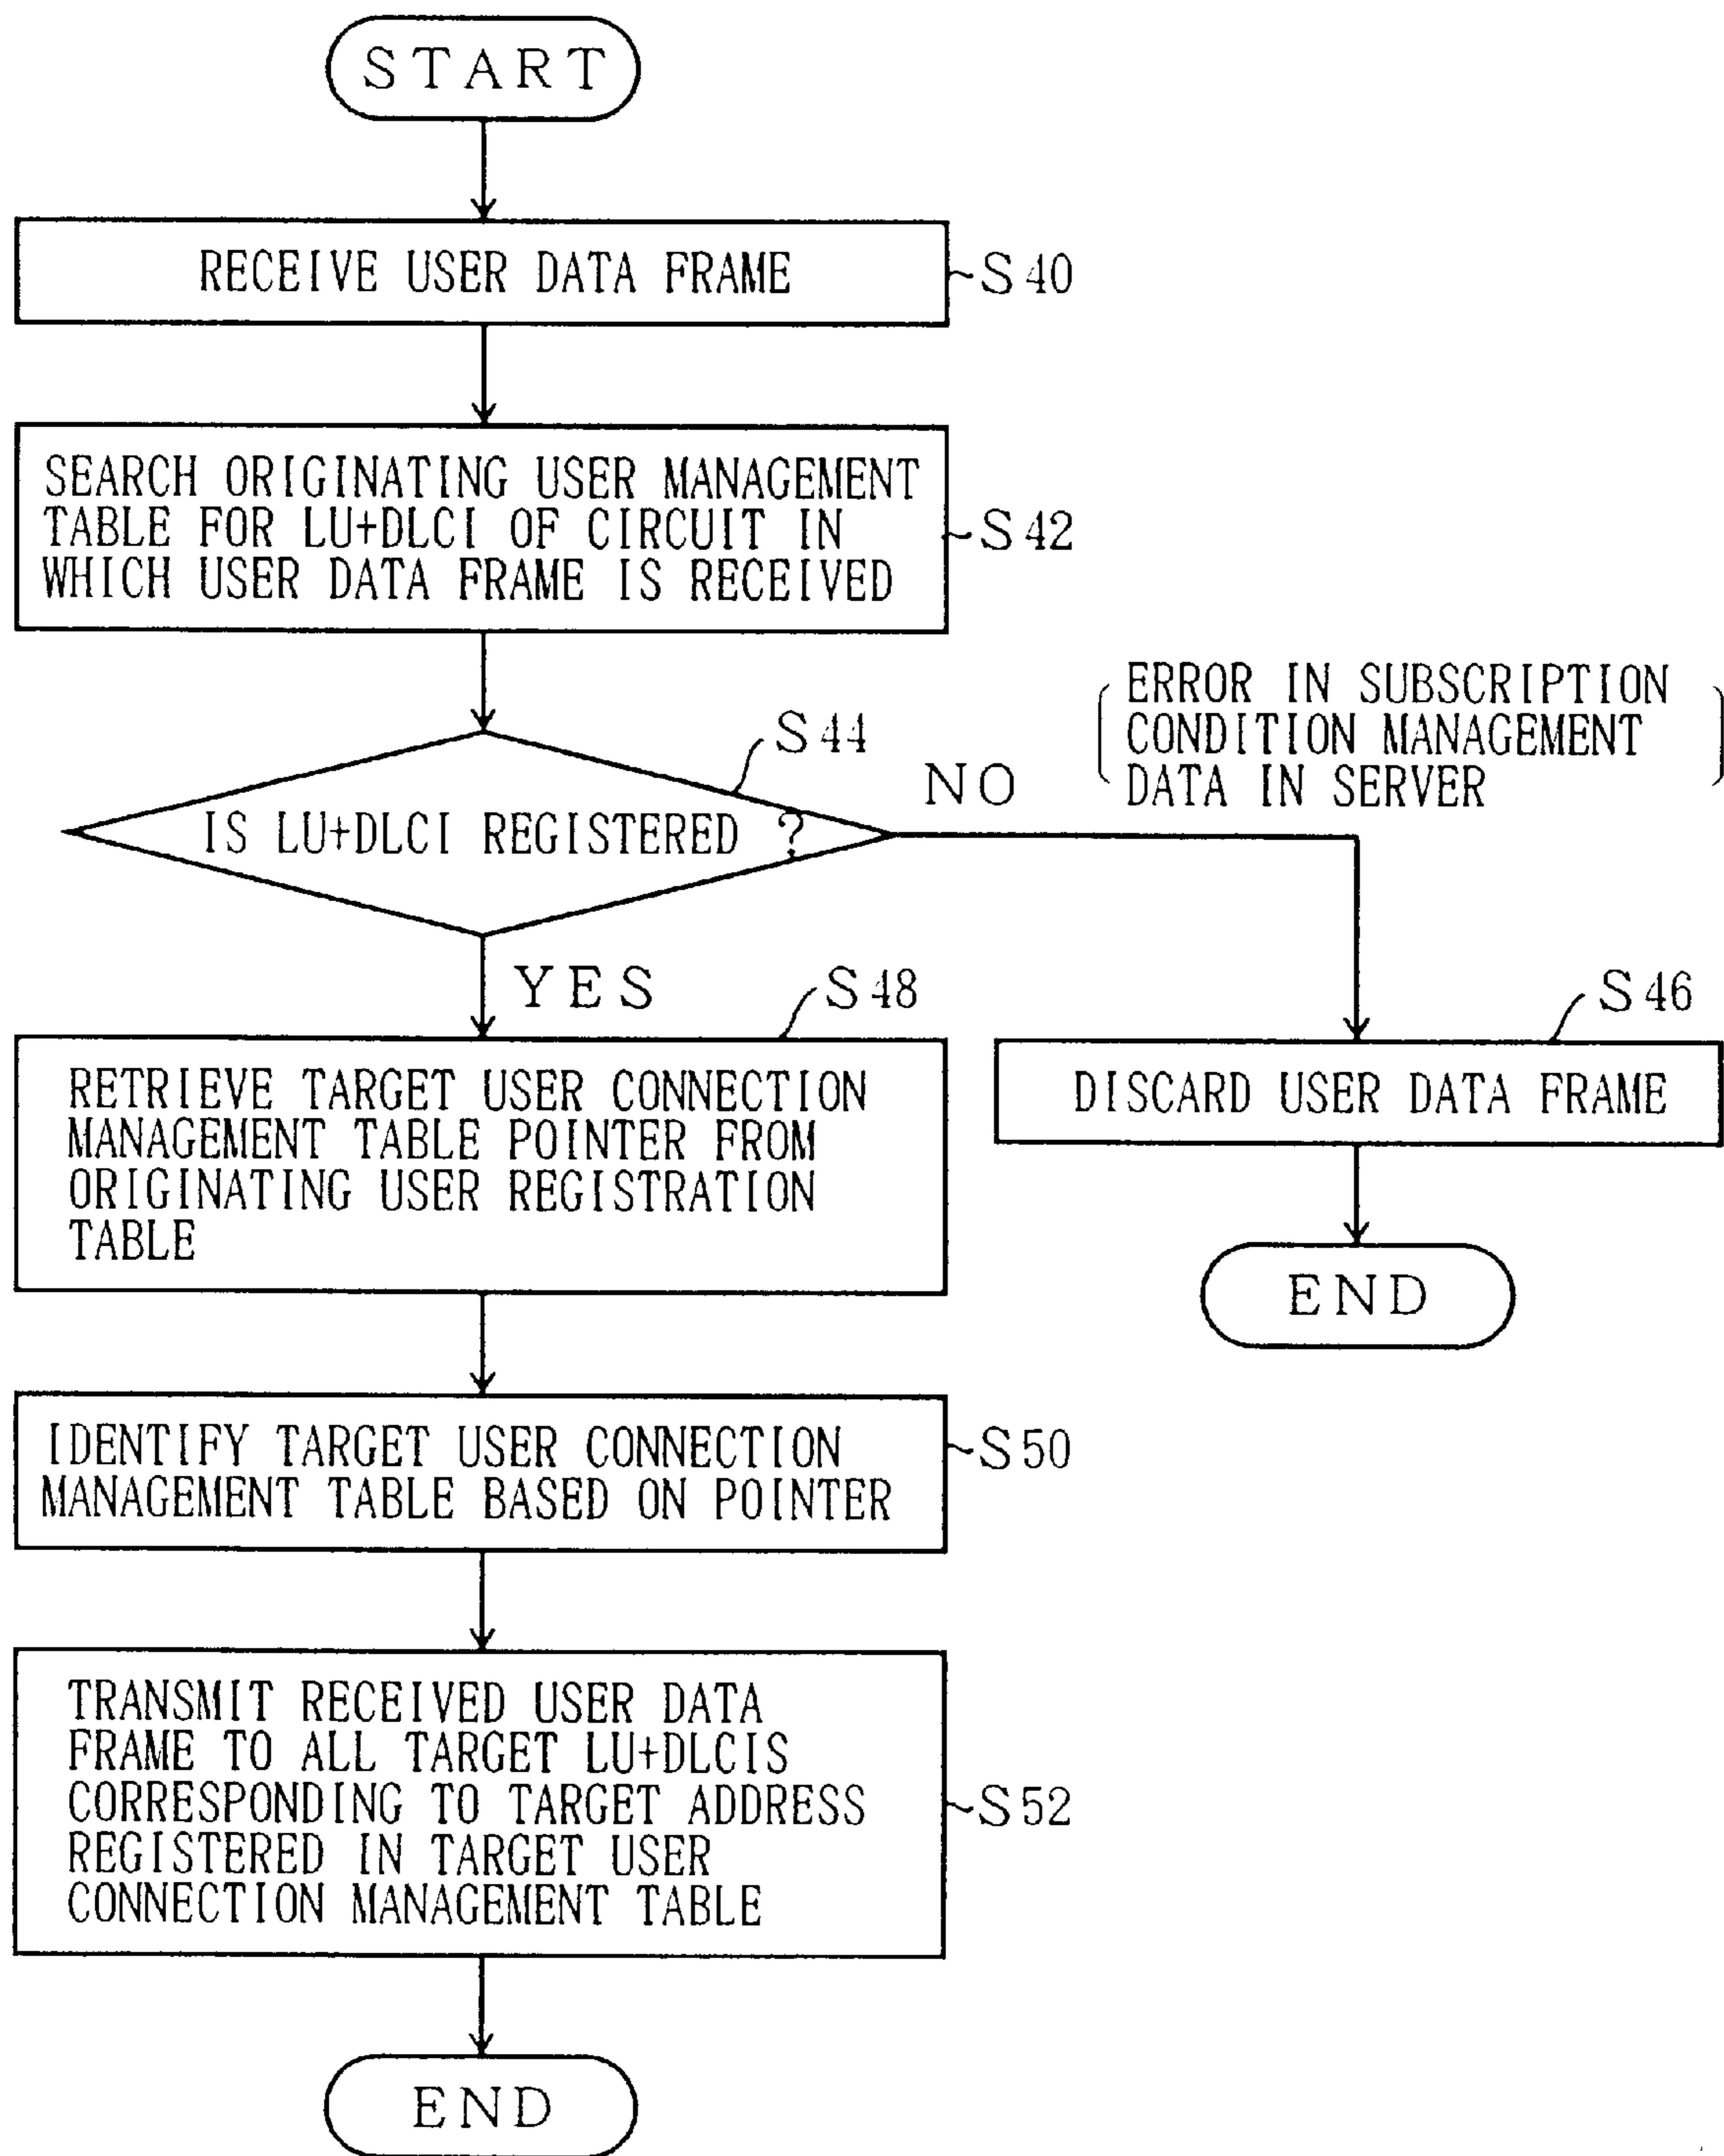 START
RECEIVE USER DATA FRAME
S40
SEARCH ORIGINATING USER MANAGEMENT
TABLE FOR LU+DLCI OF CIRCUIT IN
WHICH USER DATA FRAME IS RECEIVED
S42
IS LU+DLCI REGISTERED ?
S44
NO
ERROR IN SUBSCRIPTION
CONDITION MANAGEMENT
DATA IN SERVER
YES
S48
RETRIEVE TARGET USER CONNECTION
MANAGEMENT TABLE POINTER FROM
ORIGINATING USER REGISTRATION
TABLE
S46
DISCARD USER DATA FRAME
END
IDENTIFY TARGET USER CONNECTION
MANAGEMENT TABLE BASED ON POINTER
S50
TRANSMIT RECEIVED USER DATA
FRAME TO ALL TARGET LU+DLCIS
CORRESPONDING TO TARGET ADDRESS
REGISTERED IN TARGET USER
CONNECTION MANAGEMENT TABLE
S52
END